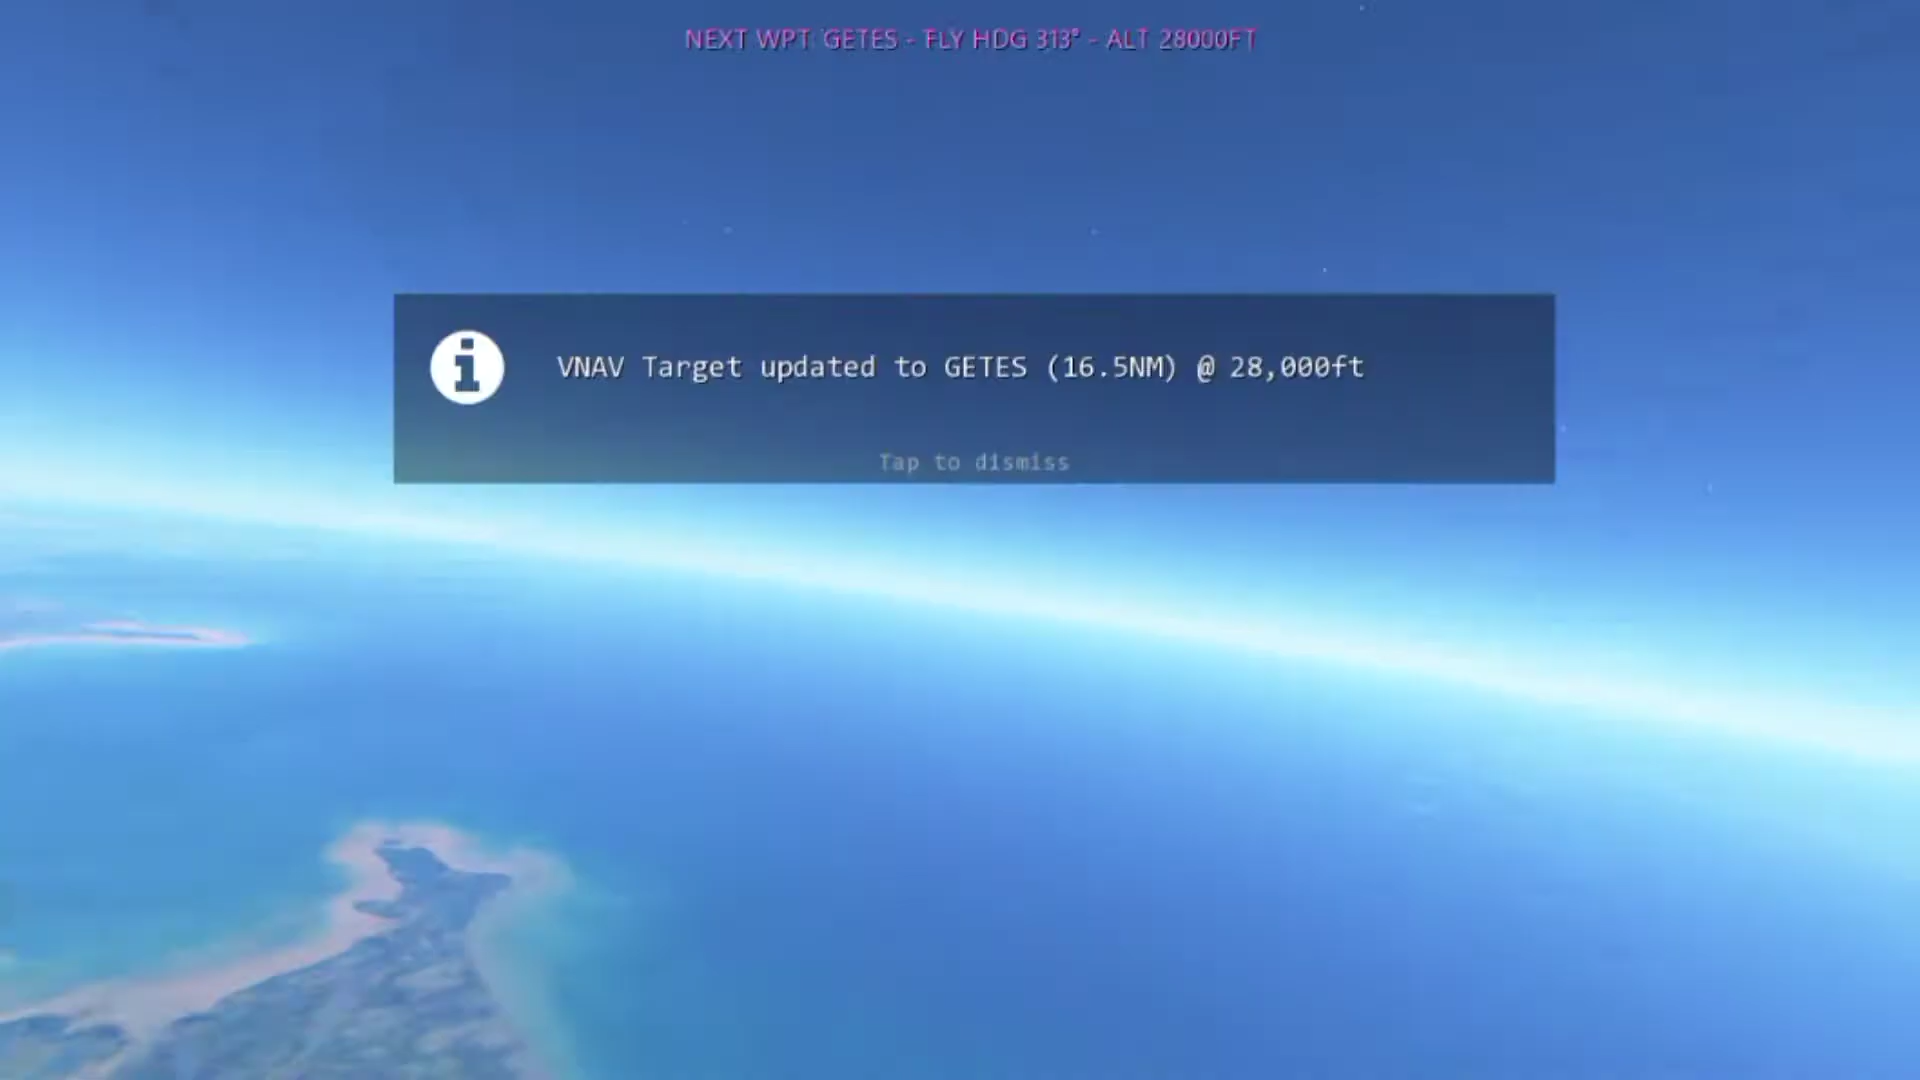 NEXT WPT GETES - FLY HDG 313° - ALT 28000FT
VNAV Target updated to GETES (16.5NM) @ 28,000ft
Tap to dismiss